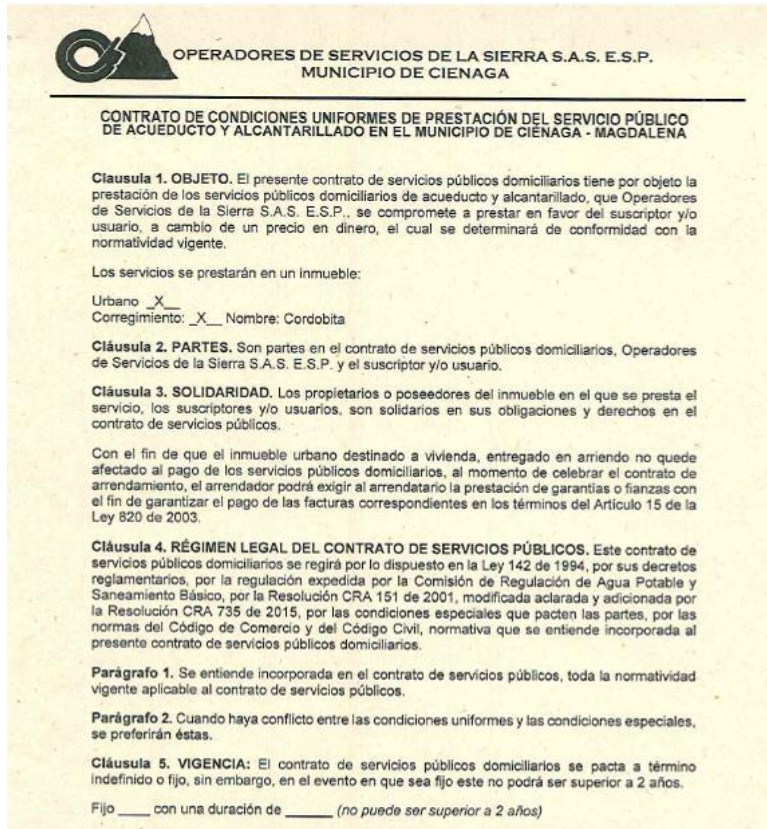 OPERADORES DE SERVICIOS DE LA SIERRA S.A.S. E.S.P.
MUNICIPIO DE CIENAGA
CONTRATO DE CONDICIONES UNIFORMES DE PRESTACIÓN DEL SERVICIO PÚBLICO
DE ACUEDUCTO Y ALCANTARILLADO EN EL MUNICIPIO DE CIÉNAGA - MAGDALENA
Clausula 1. OBJETO. El presente contrato de servicios públicos domiciliarios tiene por objeto la
prestación de los servicios públicos domiciliarios de acueducto y alcantarillado, que Operadores
de Servicios de la Sierra S.A.S. E.S.P., se compromete a prestar en favor del suscriptor y/o
usuario, a cambio de un precio en dinero, el cual se determinará de conformidad con la
normatividad vigente.
Los servicios se prestarán en un inmueble:
Urbano _X__
Corregimiento: _X__ Nombre: Cordobita
Cláusula 2. PARTES. Son partes en el contrato de servicios públicos domiciliarios, Operadores
de Servicios de la Sierra S.A.S. E.S.P. y el suscriptor y/o usuario.
Cláusula 3. SOLIDARIDAD. Los propietarios o poseedores del inmueble en el que se presta el
servicio, los suscriptores y/o usuarios, son solidarios en sus obligaciones y derechos en el
contrato de servicios públicos.
Con el fin de que el inmueble urbano destinado a vivienda, entregado en arriendo no quede
afectado al pago de los servicios públicos domiciliarios, al momento de celebrar el contrato de
arrendamiento, el arrendador podrá exigir al arrendatario la prestación de garantías o fianzas con
el fin de garantizar el pago de las facturas correspondientes en los términos del Artículo 15 de la
Ley 820 de 2003.
Cláusula 4. RÉGIMEN LEGAL DEL CONTRATO DE SERVICIOS PÚBLICOS. Este contrato de
servicios públicos domiciliarios se regirá por lo dispuesto en la Ley 142 de 1994, por sus decretos
reglamentarios, por la regulación expedida por la Comisión de Regulación de Agua Potable y
Saneamiento Básico, por la Resolución CRA 151 de 2001, modificada aclarada y adicionada por
la Resolución CRA 735 de 2015, por las condiciones especiales que pacten las partes, por las
normas del Código de Comercio y del Código Civil, normativa que se entiende incorporada al
presente contrato de servicios públicos domiciliarios.
Parágrafo 1. Se entiende incorporada en el contrato de servicios públicos, toda la normatividad
vigente aplicable al contrato de servicios públicos.
Parágrafo 2. Cuando haya conflicto entre las condiciones uniformes y las condiciones especiales,
se preferirán éstas.
Cláusula 5. VIGENCIA: El contrato de servicios públicos domiciliarios se pacta a término
indefinido o fijo, sin embargo, en el evento en que sea fijo este no podrá ser superior a 2 años.
Fijo ____ con una duración de ______ (no puede ser superior a 2 años)